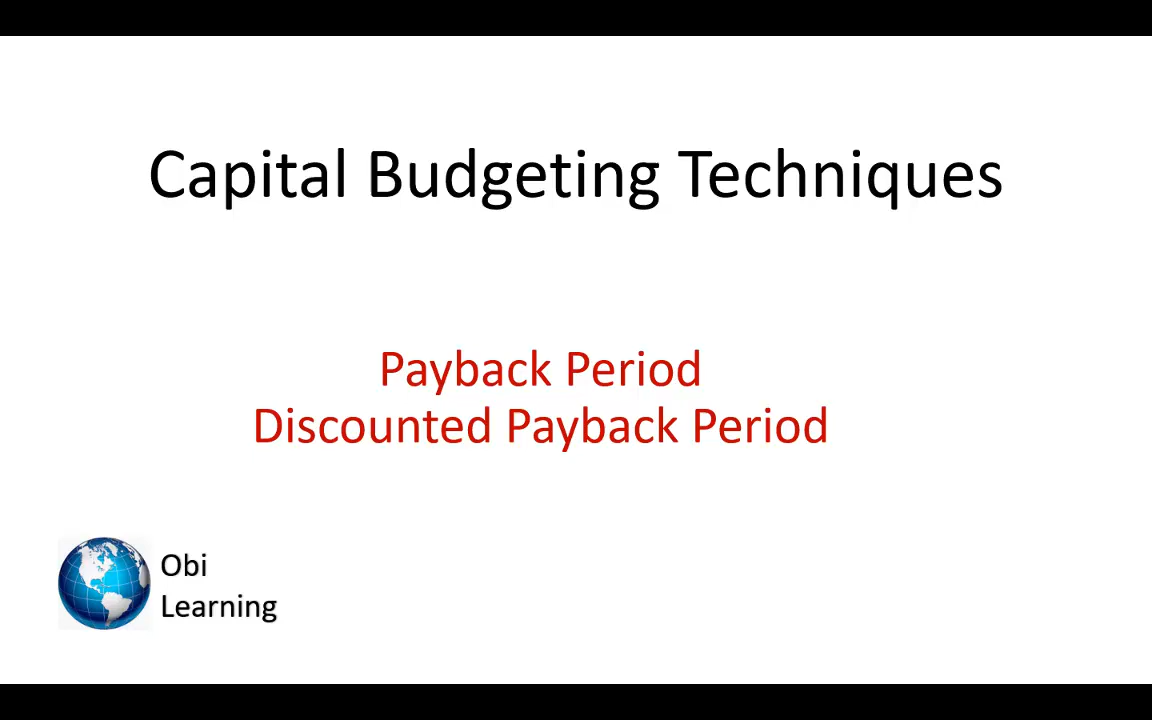 Capital Budgeting Techniques
Payback Period
Discounted Payback Period
Obi
Learning